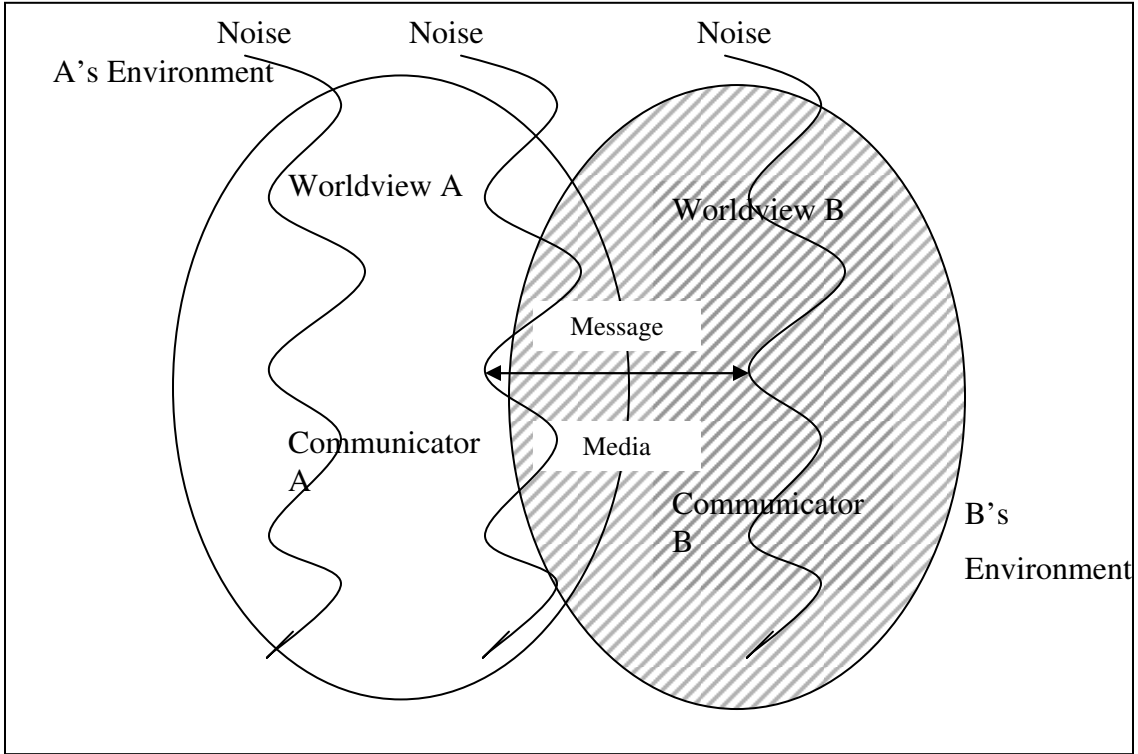 Noise
Noise
Noise
A's Environment
Worldview A
Worldview B
Message
Communicator
A
Media
Communicator
B
B's
Environment